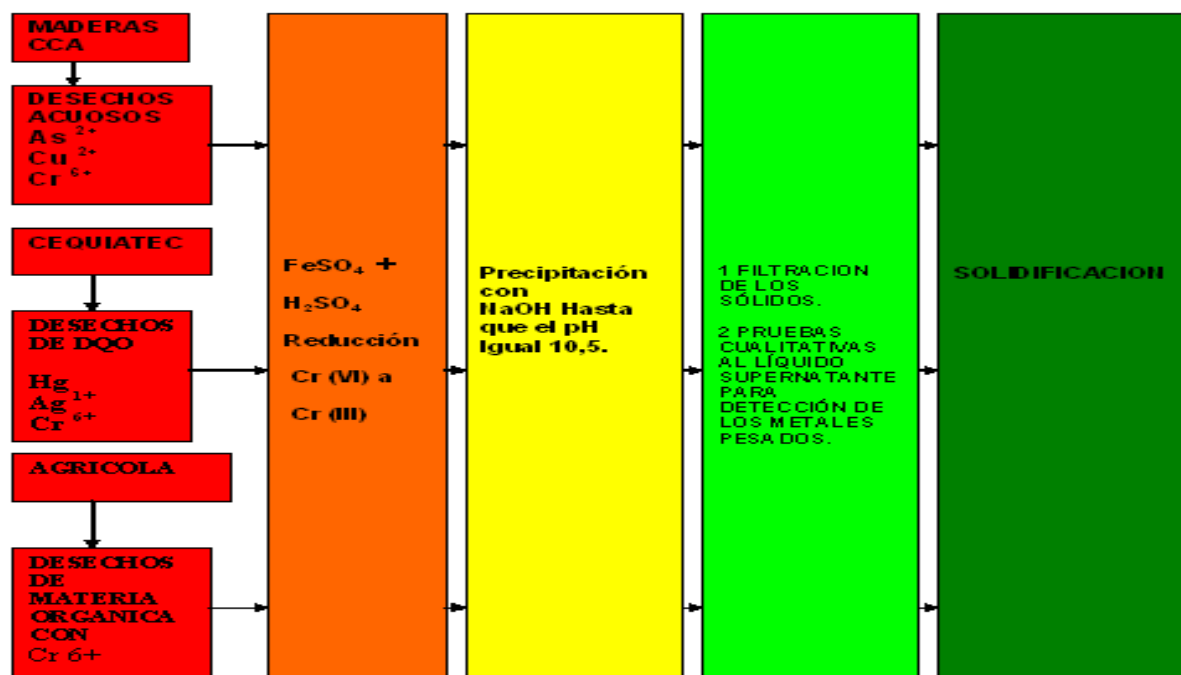 MADERAS
CCA
DESECHOS
ACUOSOS
As 2+
Cu 2+
Cr 6+
CEQUIATEC
DESECHOS
DE DQO
Hg
Ag 1+
Cr 6+
AGRICOLA
DESECHOS
DE
MATERIA
ORGANICA
CON
Cr 6+
FeSO₄ +
H₂SO₄
Reducción
Cr (VI) a
Cr (III)
Precipitación
con
NaOH Hasta
que el pH
Igual 10,5.
1 FILTRACION
DE LOS
SÓLIDOS.
2 PRUEBAS
CUALITATIVAS
AL LÍQUIDO
SUPERNATANTE
PARA
DETECCIÓN DE
LOS METALES
PESADOS.
SOLIDIFICACION